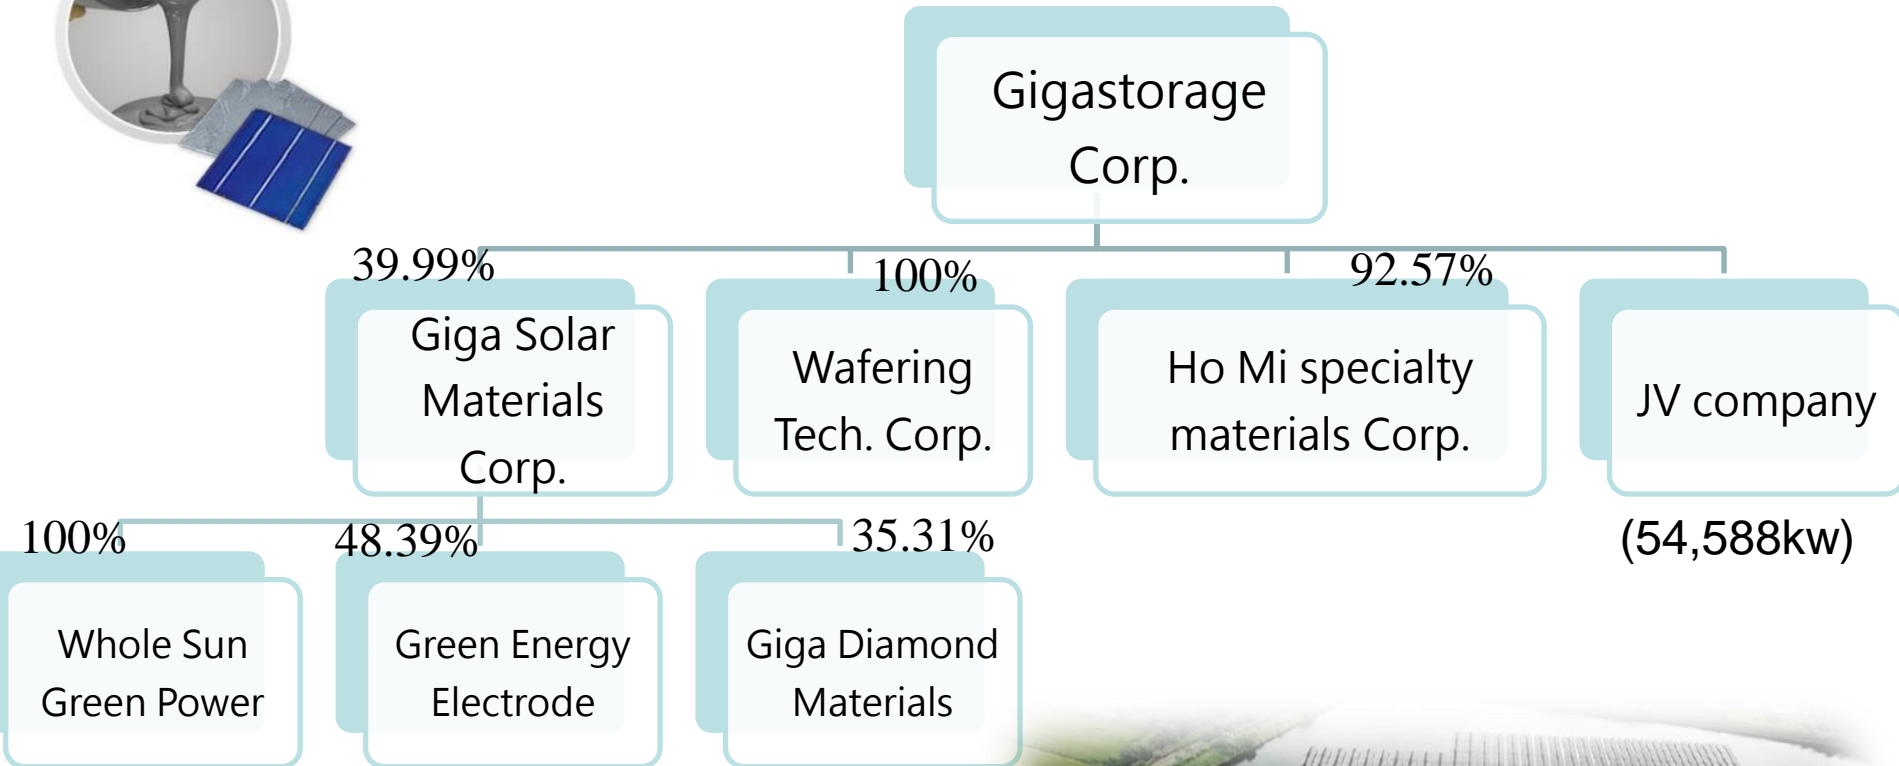 Gigastorage
Corp.
39.99%
100%
92.57%
Giga Solar
Materials
Corp.
Wafering
Tech. Corp.
Ho Mi specialty
materials Corp.
JV company
(54,588kw)
100%
48.39%
35.31%
Whole Sun
Green Power
Green Energy
Electrode
Giga Diamond
Materials